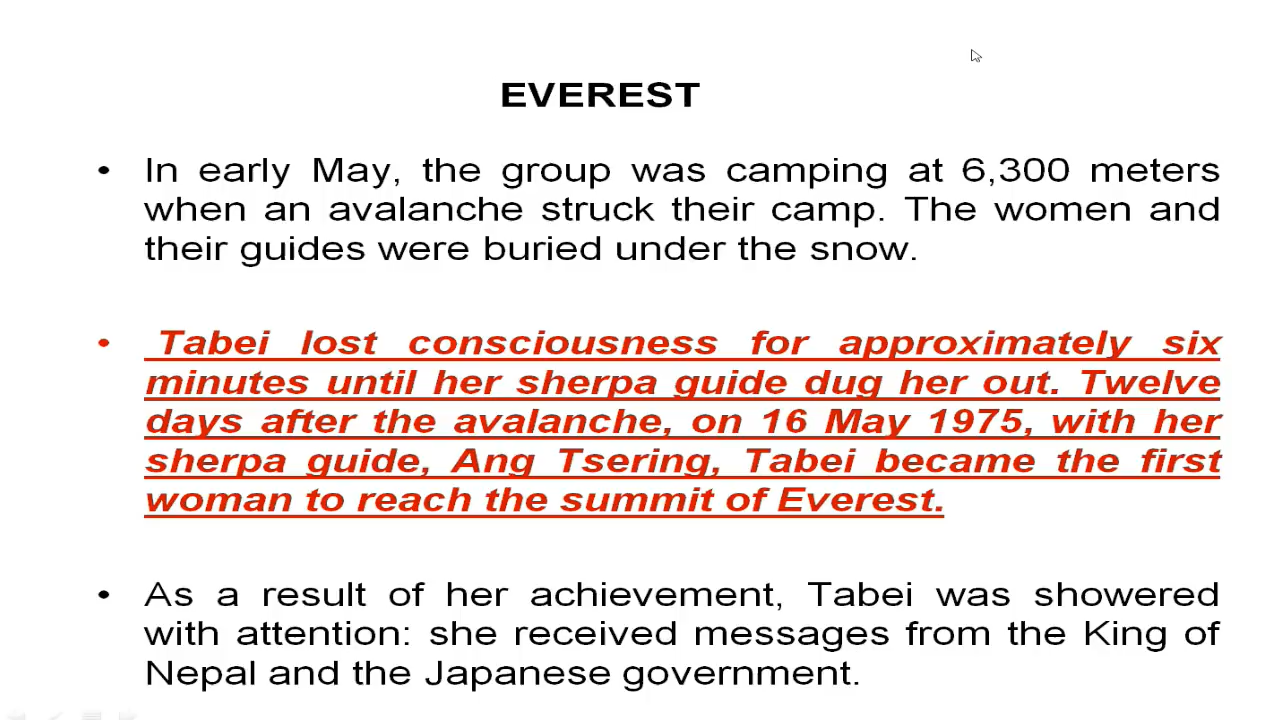 EVEREST
• In early May, the group was camping at 6,300 meters
when an avalanche struck their camp. The women and
their guides were buried under the snow.
• Tabei lost consciousness for approximately six
minutes until her sherpa guide dug her out. Twelve
days after the avalanche, on 16 May 1975, with her
sherpa guide, Ang Tsering, Tabei became the first
woman to reach the summit of Everest.
• As a result of her achievement, Tabei was showered
with attention: she received messages from the King of
Nepal and the Japanese government.